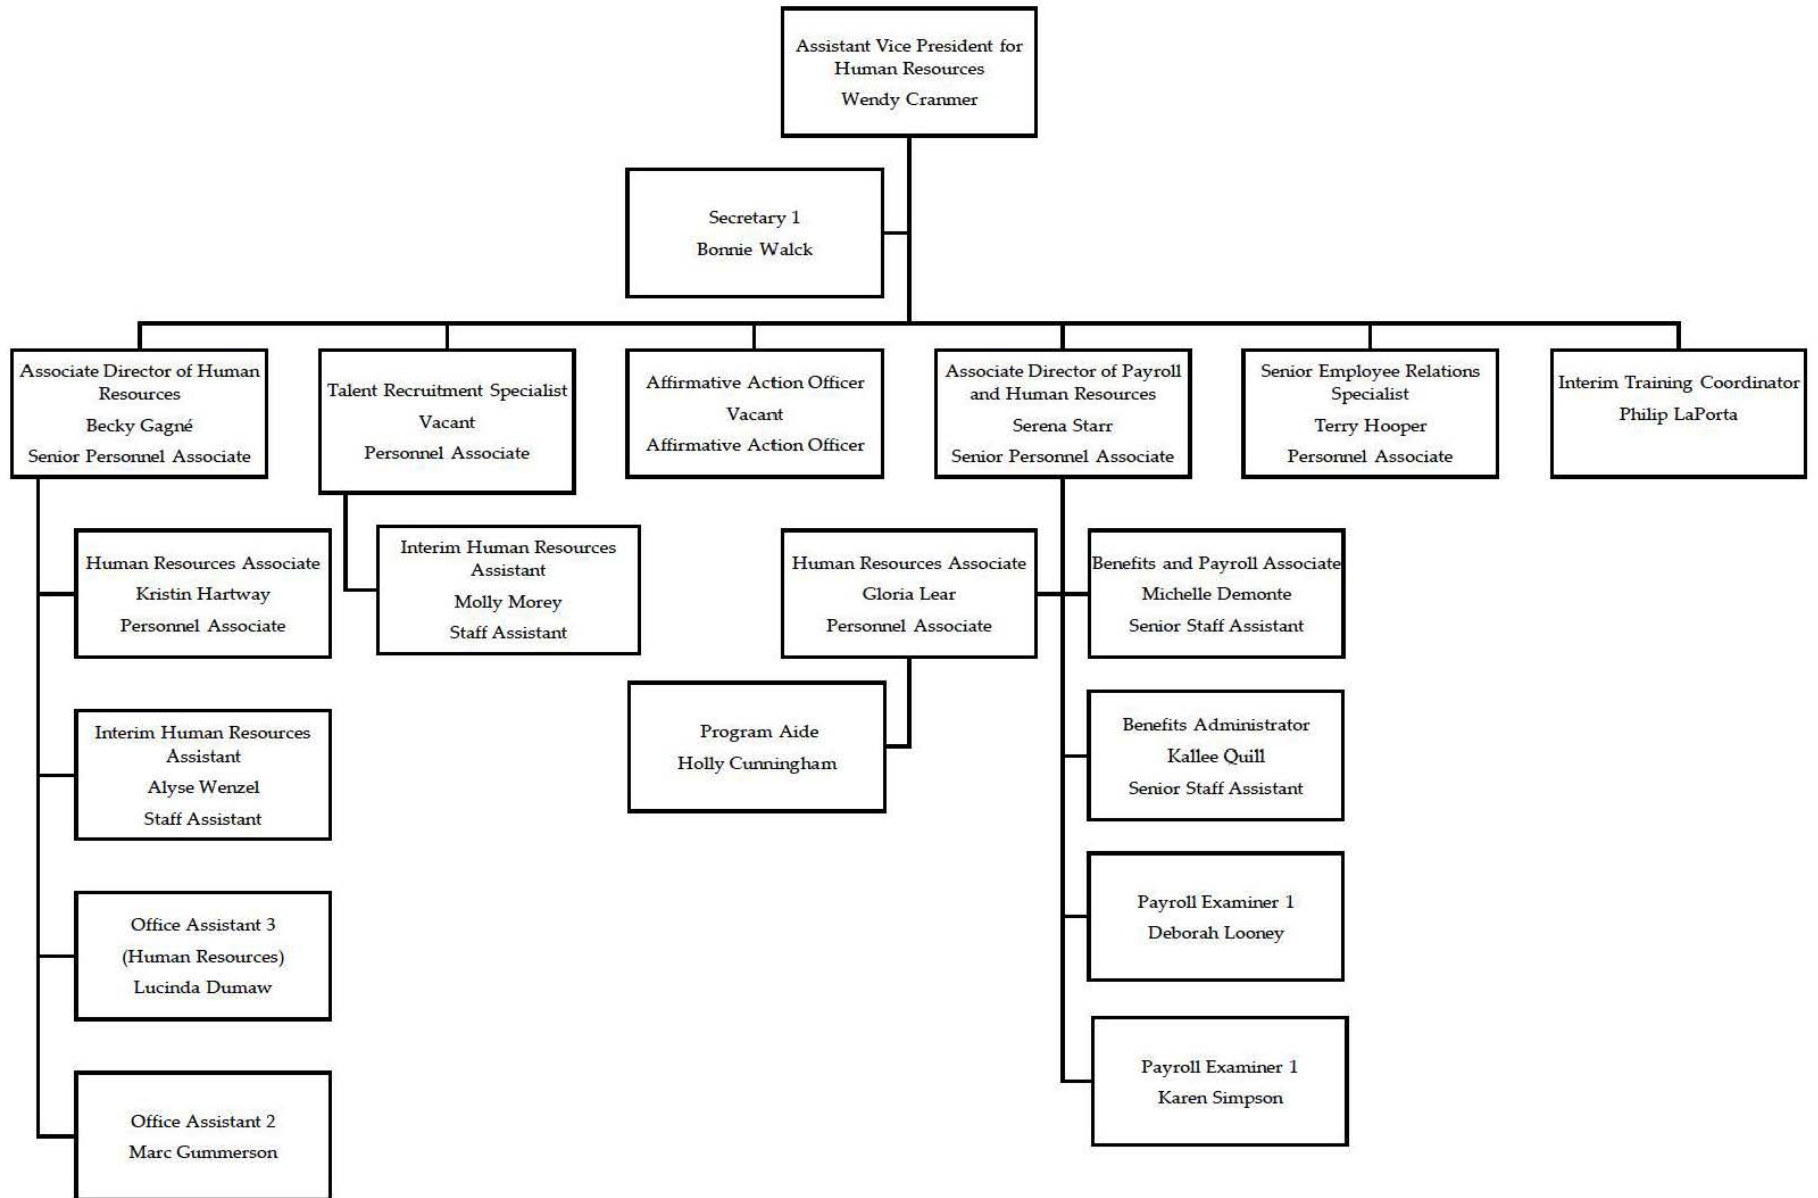 Assistant Vice President for
Human Resources
Wendy Cranmer
Secretary 1
Bonnie Walck
Associate Director of Human
Resources
Becky Gagné
Senior Personnel Associate
Talent Recruitment Specialist
Vacant
Personnel Associate
Affirmative Action Officer
Vacant
Affirmative Action Officer
Associate Director of Payroll
and Human Resources
Serena Starr
Senior Personnel Associate
Senior Employee Relations
Specialist
Terry Hooper
Personnel Associate
Interim Training Coordinator
Philip LaPorta
Human Resources Associate
Kristin Hartway
Personnel Associate
Interim Human Resources
Assistant
Molly Morey
Staff Assistant
Human Resources Associate
Gloria Lear
Personnel Associate
Benefits and Payroll Associate
Michelle Demonte
Senior Staff Assistant
Interim Human Resources
Assistant
Alyse Wenzel
Staff Assistant
Program Aide
Holly Cunningham
Benefits Administrator
Kallee Quill
Senior Staff Assistant
Office Assistant 3
(Human Resources)
Lucinda Dumaw
Payroll Examiner 1
Deborah Looney
Office Assistant 2
Marc Gummerson
Payroll Examiner 1
Karen Simpson